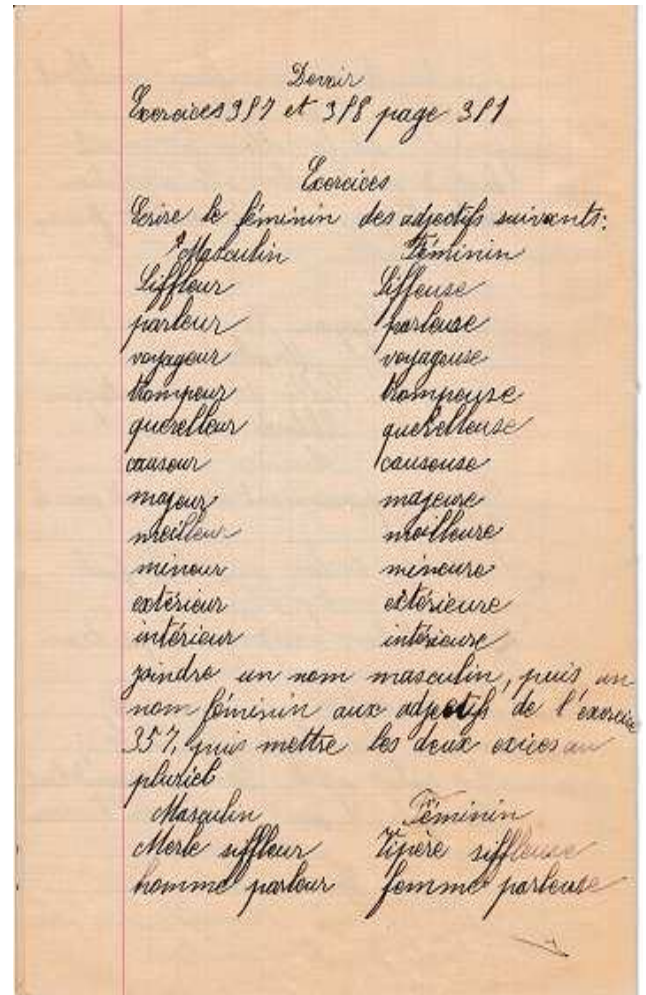 Devoir
Exercices 357 et 358 page 351
Exercices
Ecrire le féminin des adjectifs suivants:
Masculin Féminin
Siffleur Siffleuse
parleur parleuse
voyageur voyageuse
trompeur trompeuse
querelleur querelleuse
causeur causeuse
majeur majeure
meilleur meilleure
mineur mineure
extérieur extérieure
intérieur intérieure
joindre un nom masculin, puis un
nom féminin aux adjectifs de l'exercice
357, puis mettre les deux au
pluriel
Masculin Féminin
Merle siffleur Vipère siffleuse
homme parleur femme parleuse